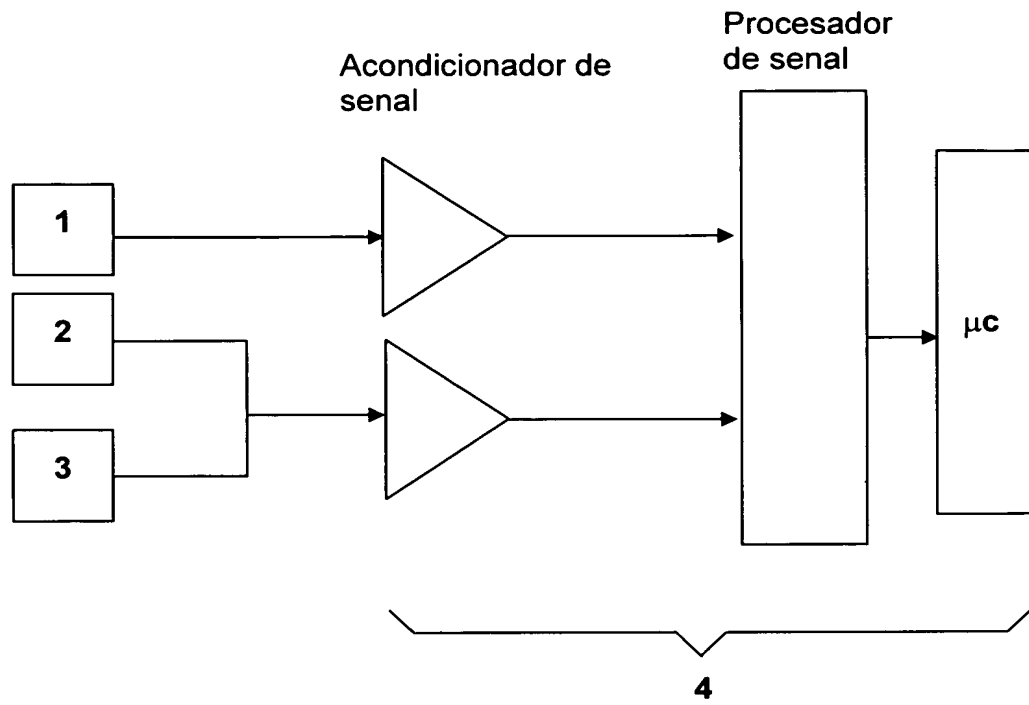 Procesador
de senal
Acondicionador de
senal
1
2
3
μc
4